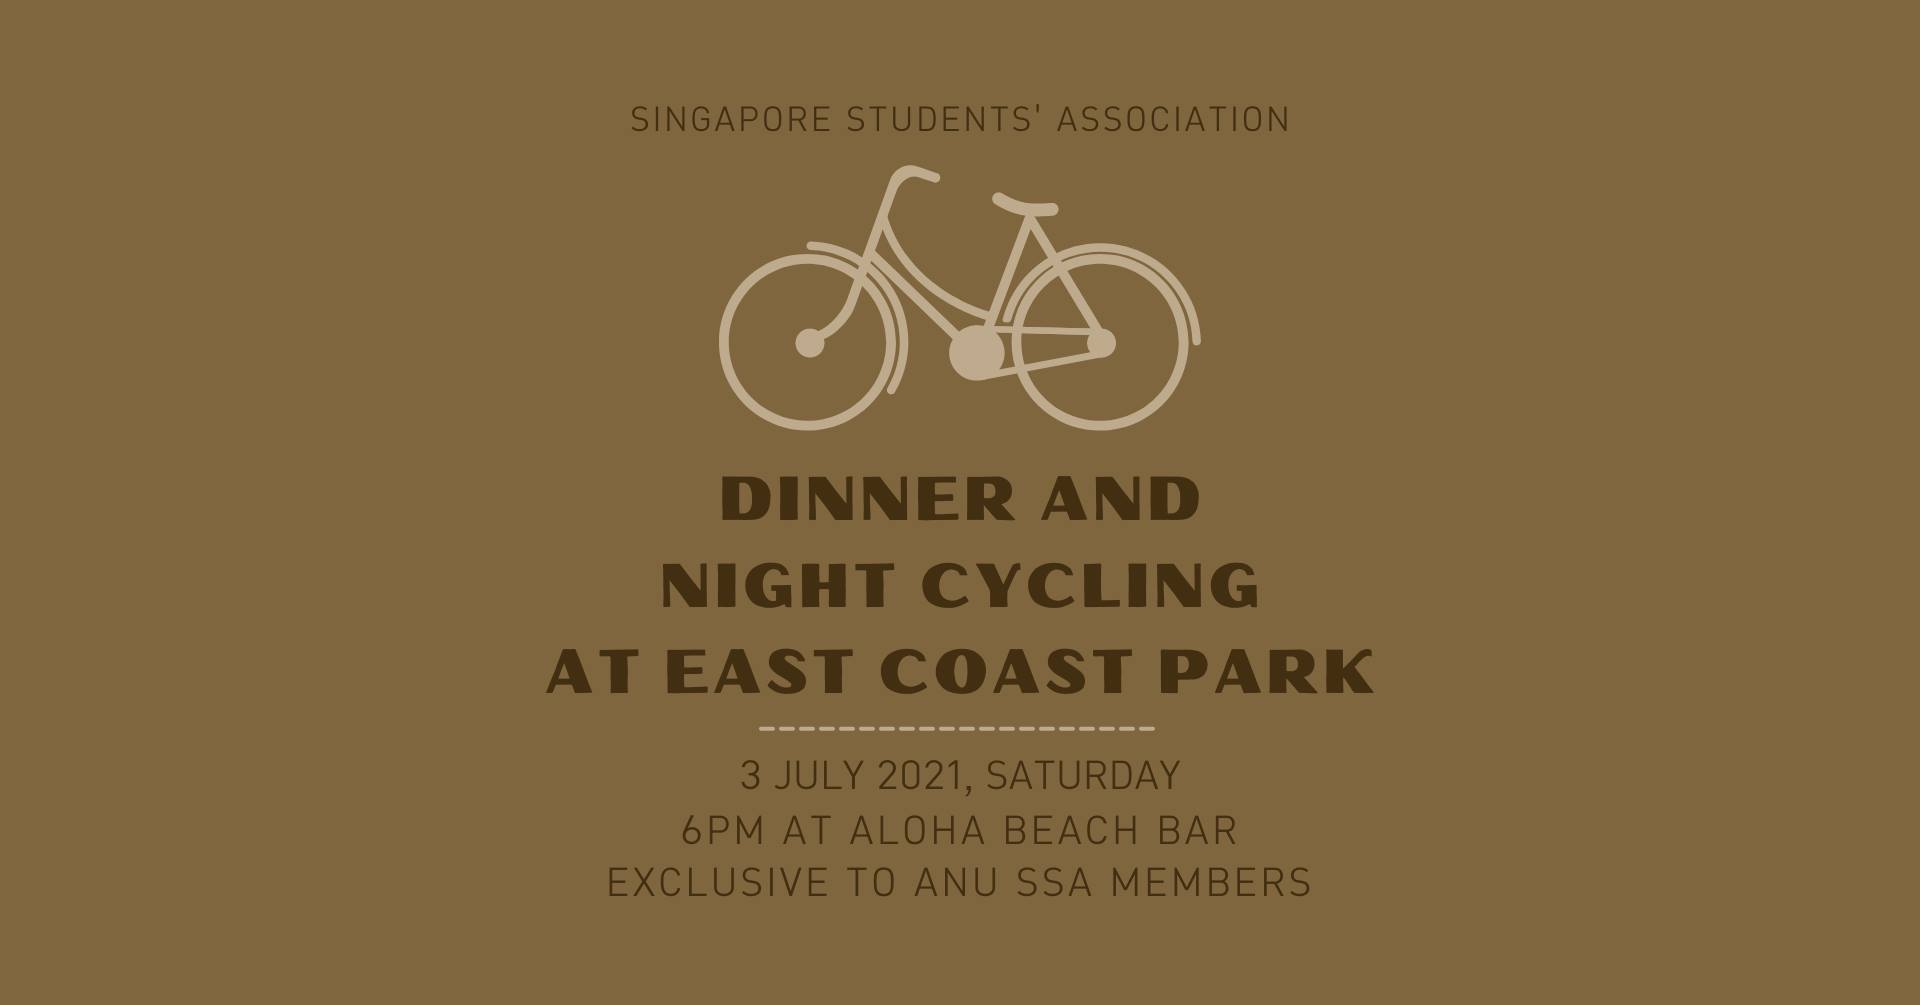 SINGAPORE STUDENTS' ASSOCIATION
DINNER AND
NIGHT CYCLING
AT EAST COAST PARK
3 JULY 2021, SATURDAY
6PM AT ALOHA BEACH BAR
EXCLUSIVE TO ANU SSA MEMBERS